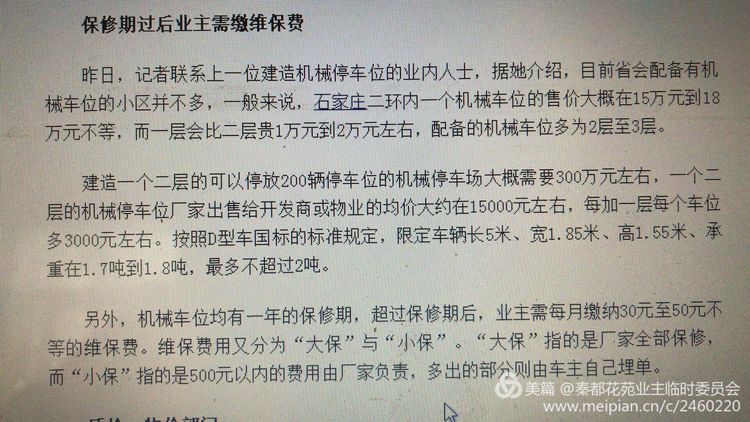 保修期过后业主需缴维保费
昨日，记者联系上一位建造机械停车位的业内人士，据她介绍，目前省会配备有机
械车位的小区并不多，一般来说，石家庄二环内一个机械车位的售价大概在15万元到18
万元不等，而一层会比二层贵1万元到2万元左右，配备的机械车位多为2层至3层。
建造一个二层的可以停放200辆停车位的机械停车场大概需要300万元左右，一个二
层的机械停车位厂家出售给开发商或物业的均价大约在15000元左右，每加一层每个车位
多3000元左右。按照D型车国标的标准规定，限定车辆长5米、宽1.85米、高1.55米、承
重在1.7吨到1.8吨，最多不超过2吨。
另外，机械车位均有一年的保修期，超过保修期后，业主需每月缴纳30元至50元不
等的维保费。维保费用又分为“大保”与“小保”。“大保”指的是厂家全部保修，
而“小保”指的是500元以内的费用由厂家负责，多出的部分则由车主自己埋单。
美篇 @秦都花苑业主临时委员会
www.meipian.cn/c/2460220